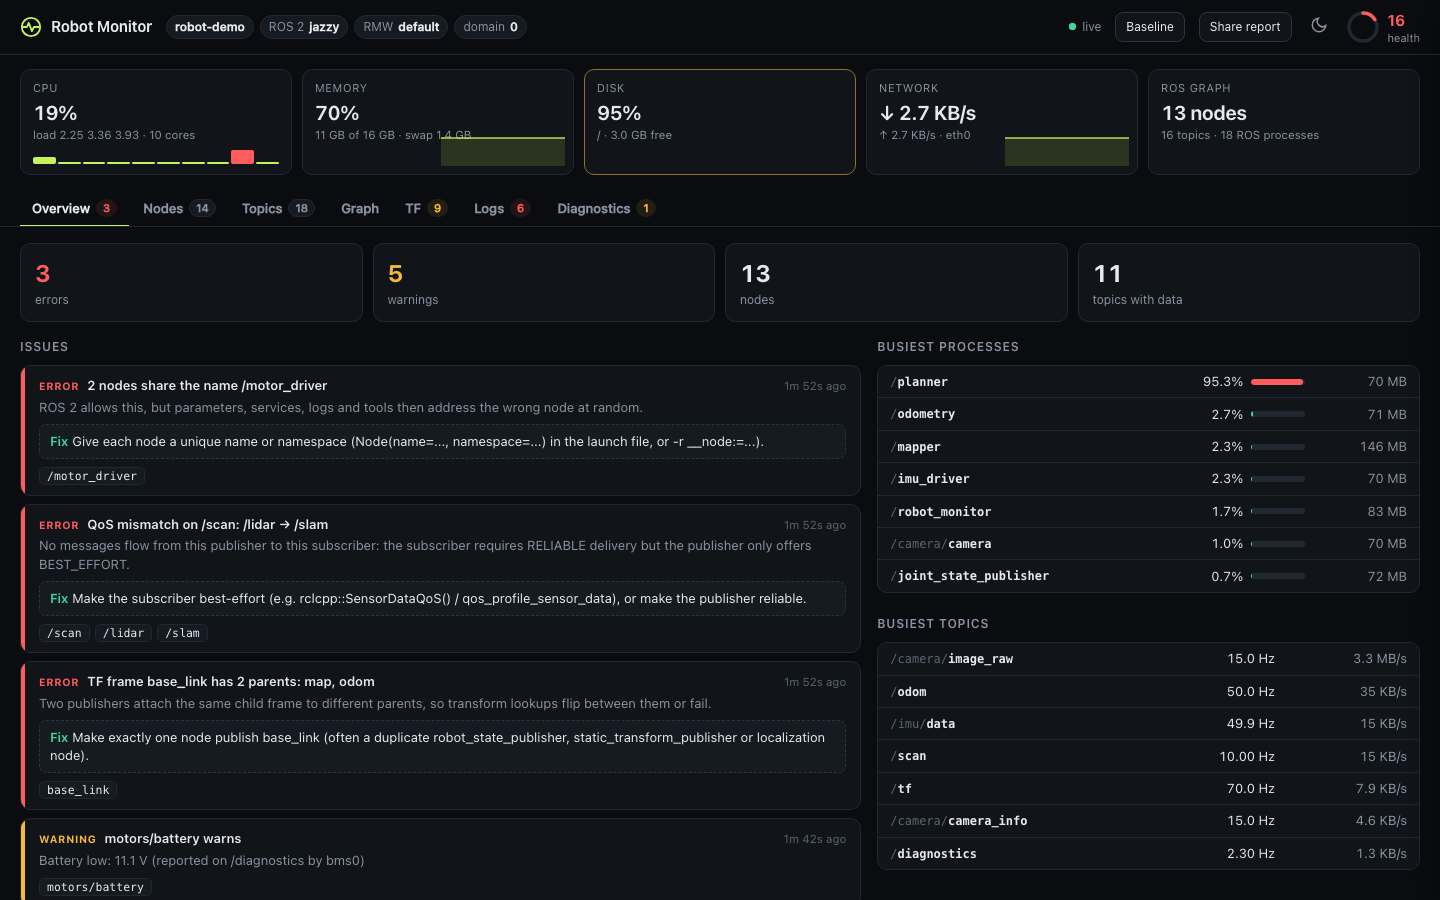 Robot Monitor robot-demo ROS 2 jazzy RMW default domain 0 live Baseline Share report 16 health
CPU
19%
load 2.25 3.36 3.93 · 10 cores
MEMORY
70%
11 GB of 16 GB · swap 1.4 GB
DISK
95%
/ · 3.0 GB free
NETWORK
↓ 2.7 KB/s
↑ 2.7 KB/s · eth0
ROS GRAPH
13 nodes
16 topics · 18 ROS processes
Overview 3 Nodes 14 Topics 18 Graph TF 9 Logs 6 Diagnostics 1
3
errors
5
warnings
13
nodes
11
topics with data
ISSUES
ERROR 2 nodes share the name /motor_driver 1m 52s ago
ROS 2 allows this, but parameters, services, logs and tools then address the wrong node at random.
Fix Give each node a unique name or namespace (Node(name=..., namespace=...) in the launch file, or -r __node:=...).
/motor_driver
ERROR QoS mismatch on /scan: /lidar → /slam 1m 52s ago
No messages flow from this publisher to this subscriber: the subscriber requires RELIABLE delivery but the publisher only offers
BEST_EFFORT.
Fix Make the subscriber best-effort (e.g. rclcpp::SensorDataQoS() / qos_profile_sensor_data), or make the publisher reliable.
/scan /lidar /slam
ERROR TF frame base_link has 2 parents: map, odom 1m 52s ago
Two publishers attach the same child frame to different parents, so transform lookups flip between them or fail.
Fix Make exactly one node publish base_link (often a duplicate robot_state_publisher, static_transform_publisher or localization
node).
base_link
WARNING motors/battery warns 1m 42s ago
Battery low: 11.1 V (reported on /diagnostics by bms0)
motors/battery
BUSIEST PROCESSES
/planner 95.3% 70 MB
/odometry 2.7% 71 MB
/mapper 2.3% 146 MB
/imu_driver 2.3% 70 MB
/robot_monitor 1.7% 83 MB
/camera/camera 1.0% 70 MB
/joint_state_publisher 0.7% 72 MB
BUSIEST TOPICS
/camera/image_raw 15.0 Hz 3.3 MB/s
/odom 50.0 Hz 35 KB/s
/imu/data 49.9 Hz 15 KB/s
/scan 10.00 Hz 15 KB/s
/tf 70.0 Hz 7.9 KB/s
/camera/camera_info 15.0 Hz 4.6 KB/s
/diagnostics 2.30 Hz 1.3 KB/s